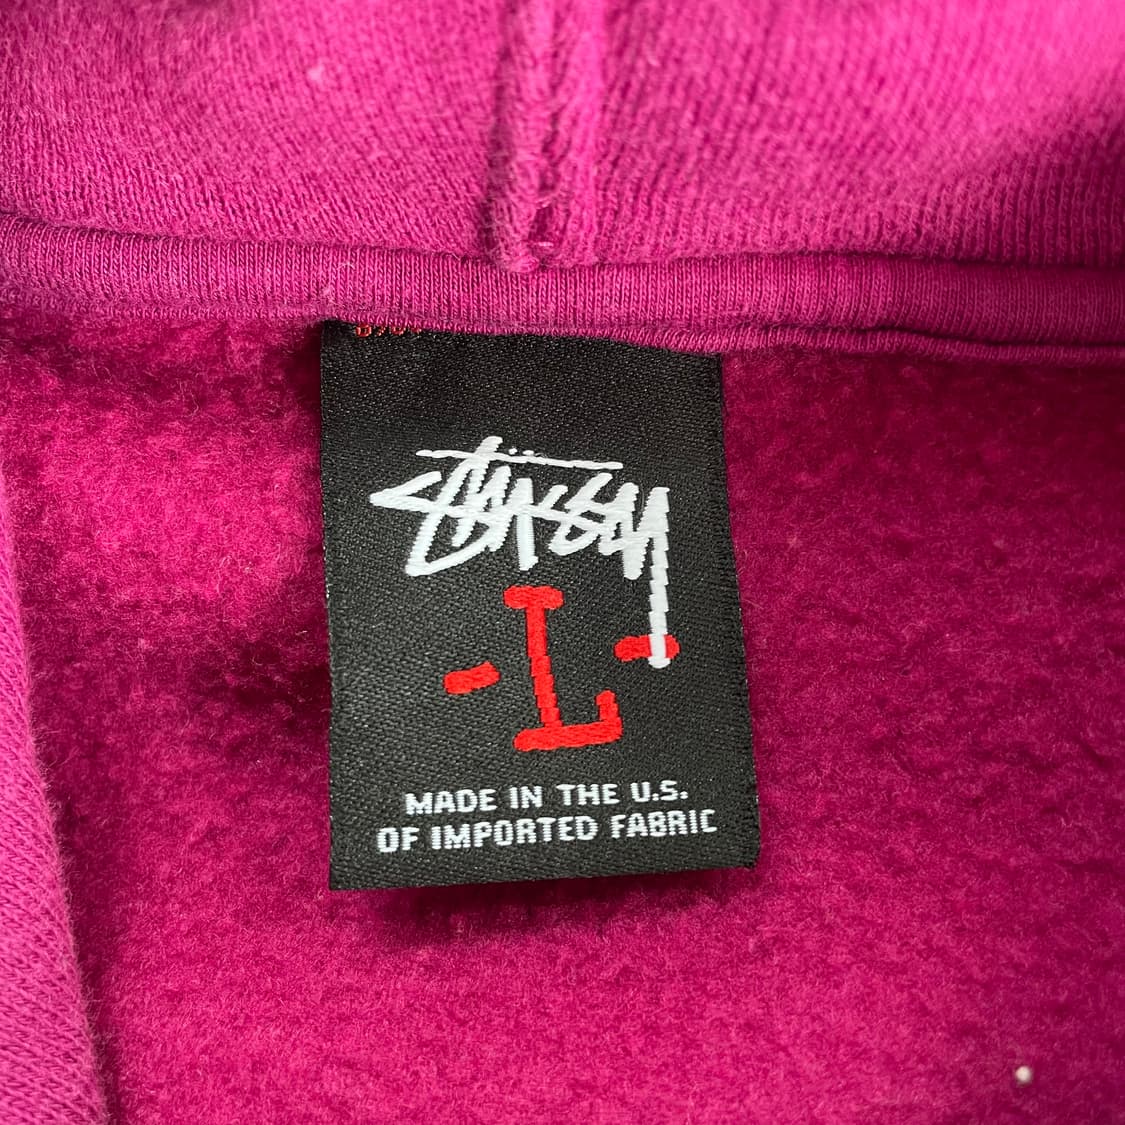 STÜSSY
-L-
MADE IN THE U.S.
OF IMPORTED FABRIC